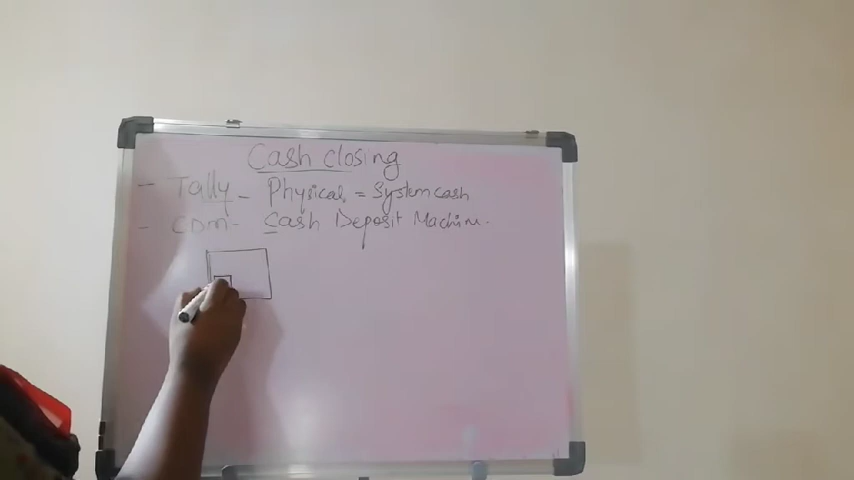 Cash closing
- Tally - Physical = System cash
- CDM - Cash Deposit Machine.